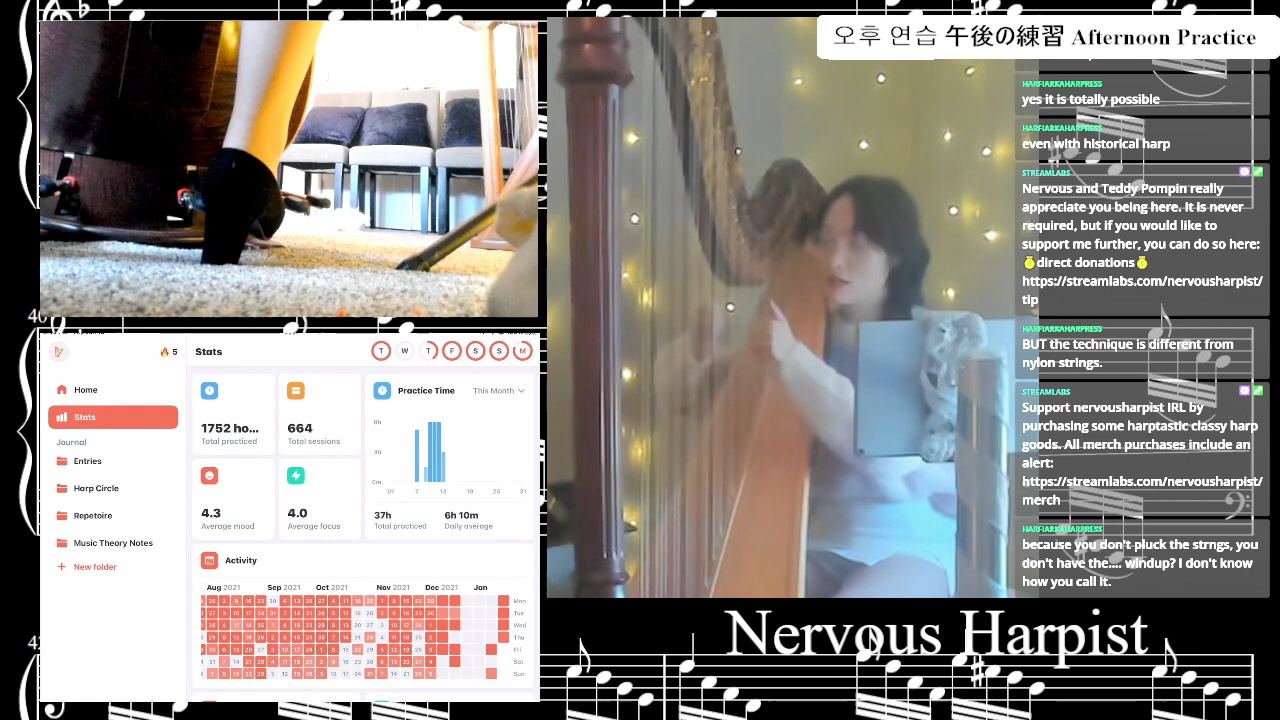 오후 연습 午後の練習 Afternoon Practice
HARFIARKAHARPRESS
yes it is totally possible
HARFIARKAHARPRESS
even with historical harp
STREAMLABS
Nervous and Teddy Pompin really
appreciate you being here. It is never
required, but if you would like to
support me further, you can do so here:
💰direct donations💰
https://streamlabs.com/nervousharpist/
tip
HARFIARKAHARPRESS
BUT the technique is different from
nylon strings.
STREAMLABS
Support nervousharpist IRL by
purchasing some harptastic classy harp
goods. All merch purchases include an
alert:
https://streamlabs.com/nervousharpist/
merch
HARFIARKAHARPRESS
because you don't pluck the strngs, you
don't have the.... windup? I don't know
how you call it.
Nervous Harpist
🔥 5
Home
Stats
Journal
Entries
Harp Circle
Repetoire
Music Theory Notes
+ New folder
Stats
T W T F S S M
1752 ho...
Total practiced
664
Total sessions
4.3
Average mood
4.0
Average focus
Practice Time
This Month
8h
4h
0m
1/1 7 13 19 25 31
37h
Total practiced
6h 10m
Daily average
Activity
Aug 2021 Sep 2021 Oct 2021 Nov 2021 Dec 2021 Jan
Mon
Tue
Wed
Thu
Fri
Sat
Sun